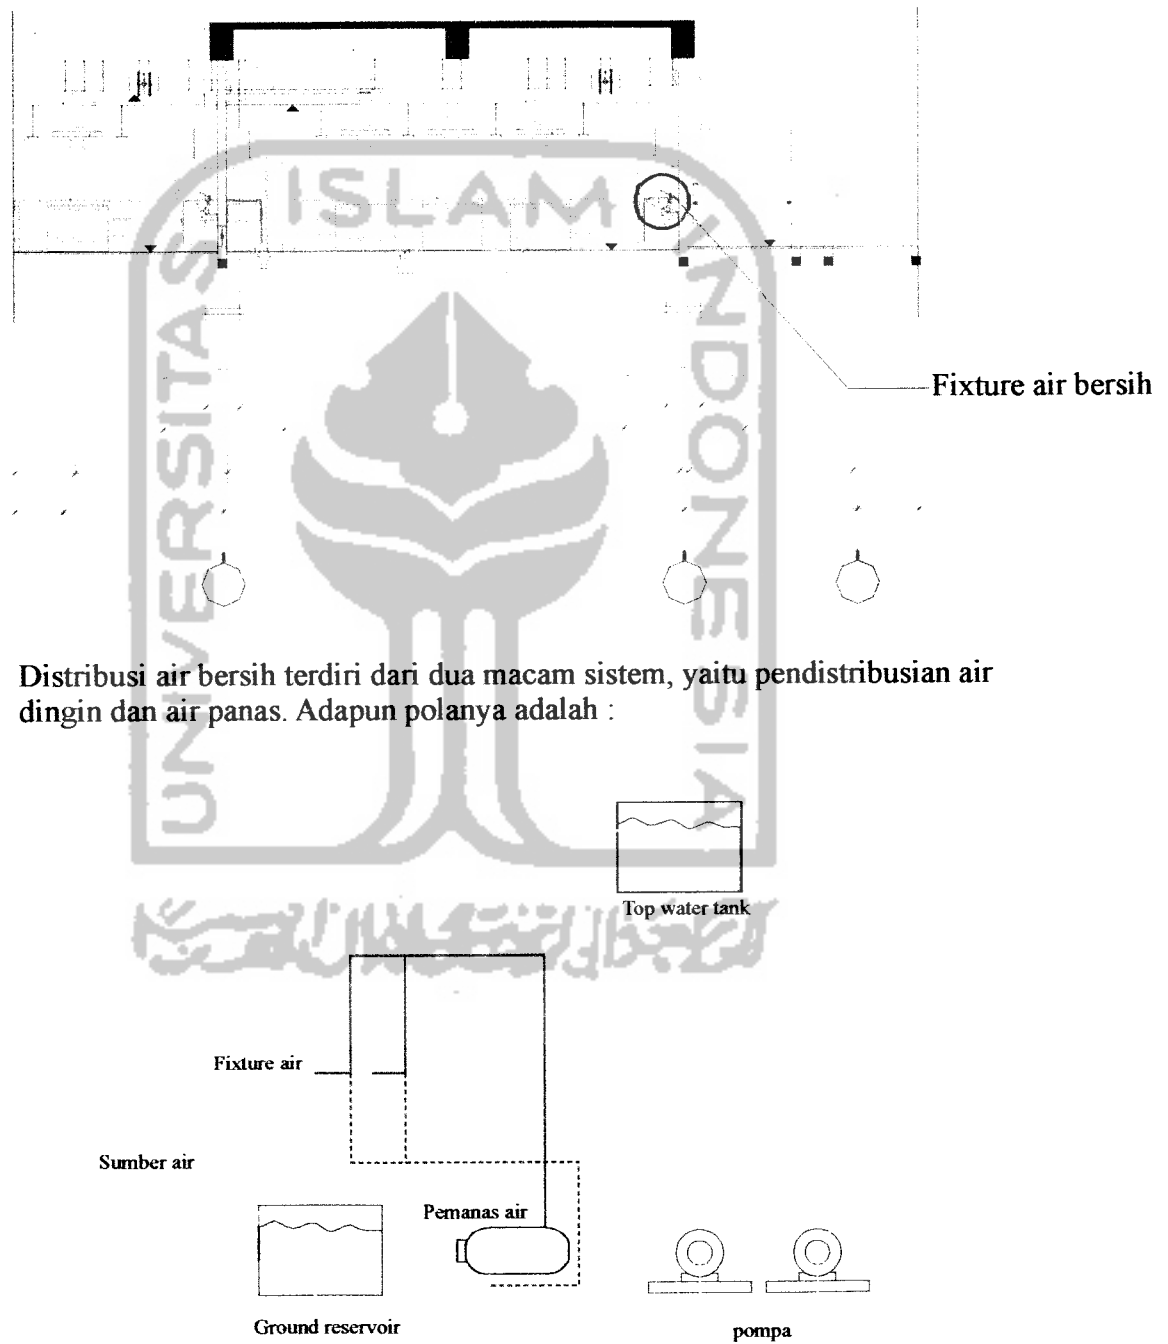 ISLAM
UNIVERSITAS
INDONESIA
Fixture air bersih
Distribusi air bersih terdiri dari dua macam sistem, yaitu pendistribusian air
dingin dan air panas. Adapun polanya adalah :
Top water tank
Fixture air
Sumber air
Pemanas air
Ground reservoir
pompa